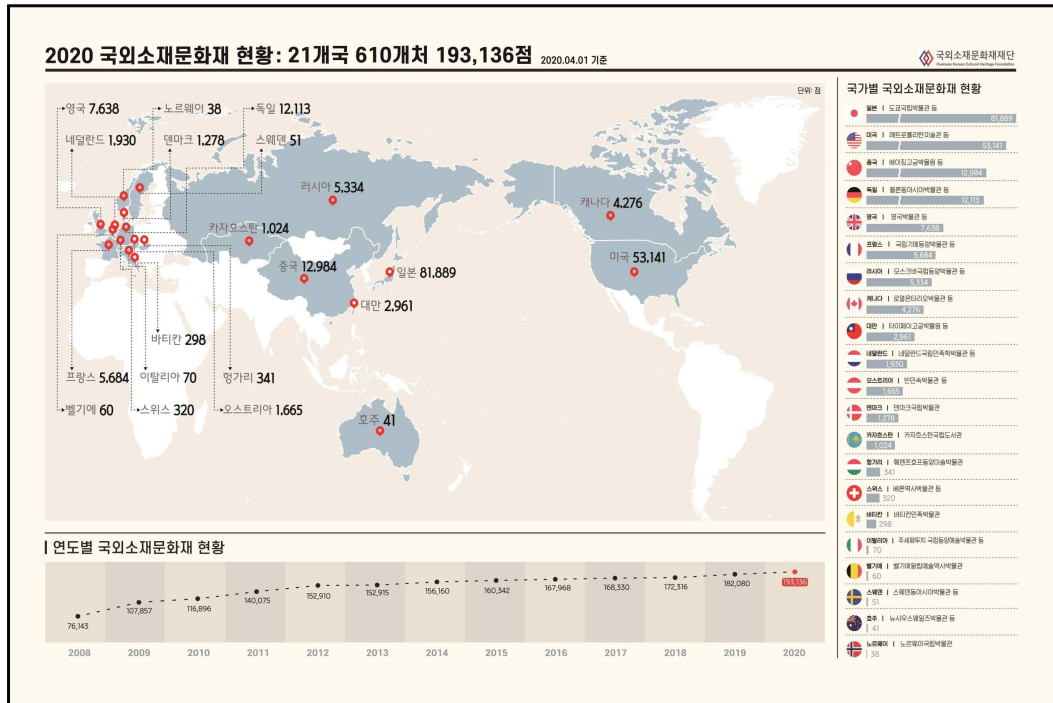 2020 국외소재문화재 현황: 21개국 610개처 193,136점 2020.04.01 기준
국외소재문화재재단
Overseas Korean Cultural Heritage Foundation
단위: 점
영국 7.638
노르웨이 38
독일 12.113
네덜란드 1.930
덴마크 1,278
스웨덴 51
러시아 5.334
카자흐스탄 1,024
중국 12.984
일본 81,889
대만 2,961
캐나다 4,276
미국 53,141
호주 41
바티칸 298
프랑스 5,684
이탈리아 70
헝가리 341
벨기에 60
스위스 320
오스트리아 1,665
국가별 국외소재문화재 현황
일본 | 도쿄국립박물관 등
81,889
미국 | 메트로폴리탄미술관 등
53,141
중국 | 베이징고궁박물원 등
12,984
독일 | 쾰른동아시아박물관 등
12,113
영국 | 영국박물관 등
7,638
프랑스 | 국립기메동양박물관 등
5,684
러시아 | 모스크바국립동양박물관 등
5,334
캐나다 | 로열온타리오박물관 등
4,276
대만 | 타이페이고궁박물원 등
2,961
네덜란드 | 네덜란드국립민족학박물관 등
1,930
오스트리아 | 빈민속박물관 등
1,665
덴마크 | 덴마크국립박물관
1,278
카자흐스탄 | 카자흐스탄국립도서관
1,024
헝가리 | 훼렌쯔호프동양미술박물관
341
스위스 | 베른역사박물관 등
320
바티칸 | 바티칸민족박물관
298
이탈리아 | 주세페투치 국립동양예술박물관 등
70
벨기에 | 벨기에왕립예술역사박물관
60
스웨덴 | 스웨덴동아시아박물관 등
51
호주 | 뉴사우스웨일즈박물관 등
41
노르웨이 | 노르웨이국립박물관
38
연도별 국외소재문화재 현황
76,143
107,857
116,896
140,075
152,910
152,915
156,160
160,342
167,968
168,330
172,316
182,080
193,136
2008 2009 2010 2011 2012 2013 2014 2015 2016 2017 2018 2019 2020